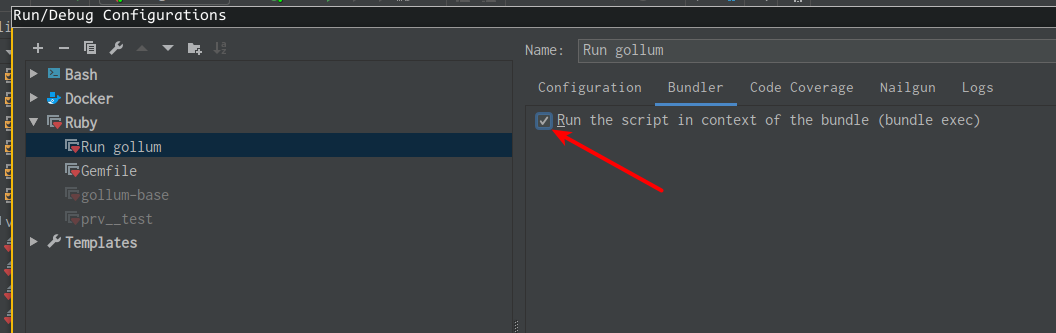 Run/Debug Configurations
Name: Run gollum
Bash
Docker
Ruby
Run gollum
Gemfile
gollum-base
prv__test
Templates
Configuration Bundler Code Coverage Nailgun Logs
Run the script in context of the bundle (bundle exec)